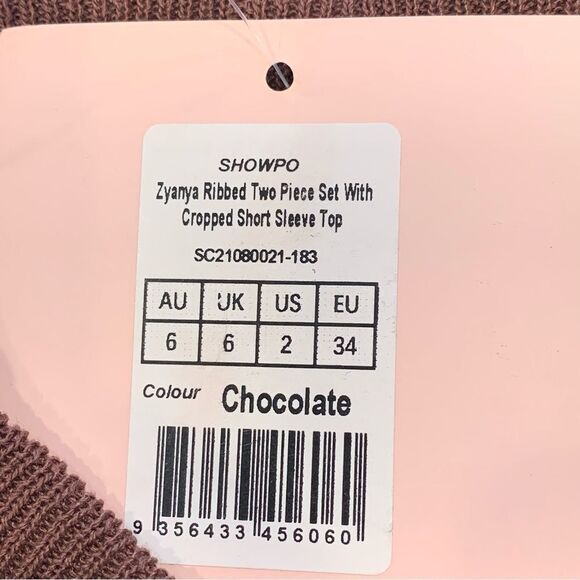 SHOWPO
Zyanya Ribbed Two Piece Set With
Cropped Short Sleeve Top
SC21080021-183
AU UK US EU
6 6 2 34
Colour Chocolate
9 356433 456060